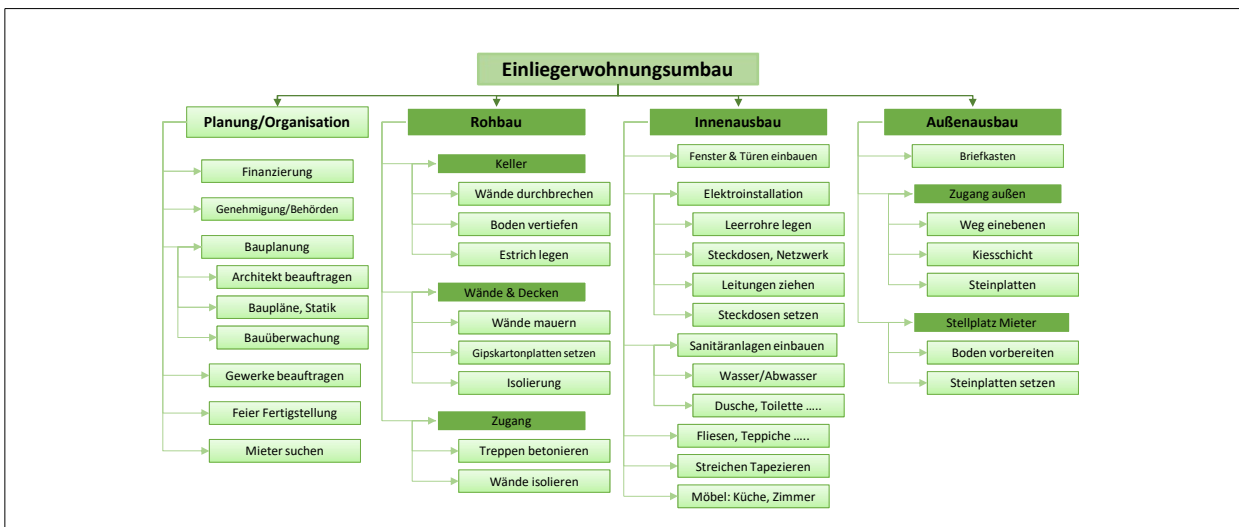 Einliegerwohnungsumbau
Planung/Organisation
Finanzierung
Genehmigung/Behörden
Bauplanung
Architekt beauftragen
Baupläne, Statik
Bauüberwachung
Gewerke beauftragen
Feier Fertigstellung
Mieter suchen
Rohbau
Keller
Wände durchbrechen
Boden vertiefen
Estrich legen
Wände & Decken
Wände mauern
Gipskartonplatten setzen
Isolierung
Zugang
Treppen betonieren
Wände isolieren
Innenausbau
Fenster & Türen einbauen
Elektroinstallation
Leerrohre legen
Steckdosen, Netzwerk
Leitungen ziehen
Steckdosen setzen
Sanitäranlagen einbauen
Wasser/Abwasser
Dusche, Toilette .....
Fliesen, Teppiche .....
Streichen Tapezieren
Möbel: Küche, Zimmer
Außenausbau
Briefkasten
Zugang außen
Weg einebenen
Kiesschicht
Steinplatten
Stellplatz Mieter
Boden vorbereiten
Steinplatten setzen